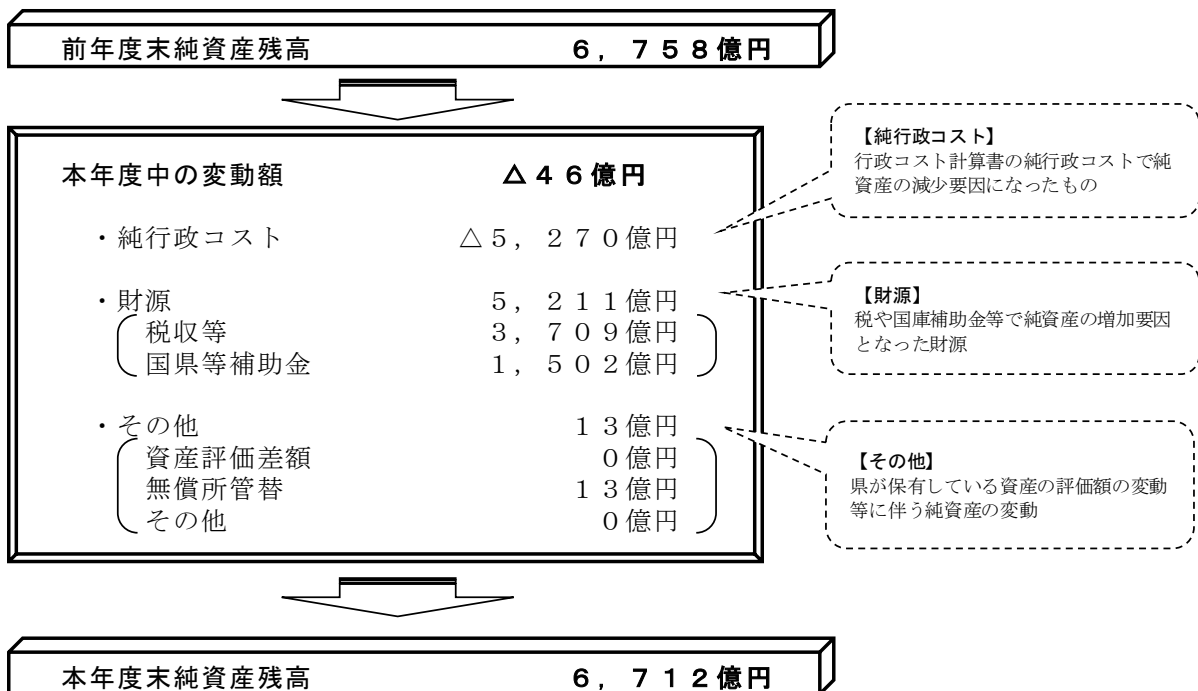 前年度末純資産残高　６，７５８億円
本年度中の変動額　△４６億円
・純行政コスト　△５，２７０億円
・財源　５，２１１億円
税収等　３，７０９億円
国県等補助金　１，５０２億円
・その他　１３億円
資産評価差額　０億円
無償所管替　１３億円
その他　０億円
【純行政コスト】
行政コスト計算書の純行政コストで純
資産の減少要因になったもの
【財源】
税や国庫補助金等で純資産の増加要因
となった財源
【その他】
県が保有している資産の評価額の変動
等に伴う純資産の変動
本年度末純資産残高　６，７１２億円